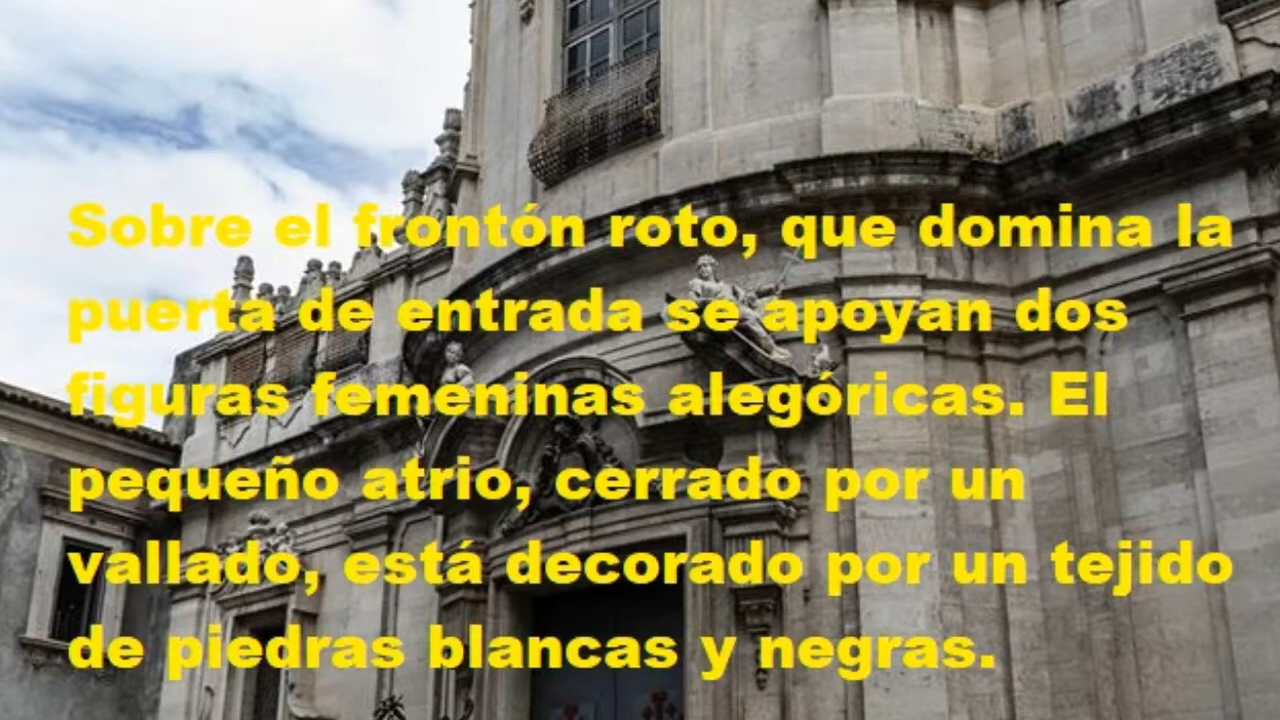 Sobre el frontón roto, que domina la
puerta de entrada se apoyan dos
figuras femeninas alegóricas. El
pequeño atrio, cerrado por un
vallado, está decorado por un tejido
de piedras blancas y negras.